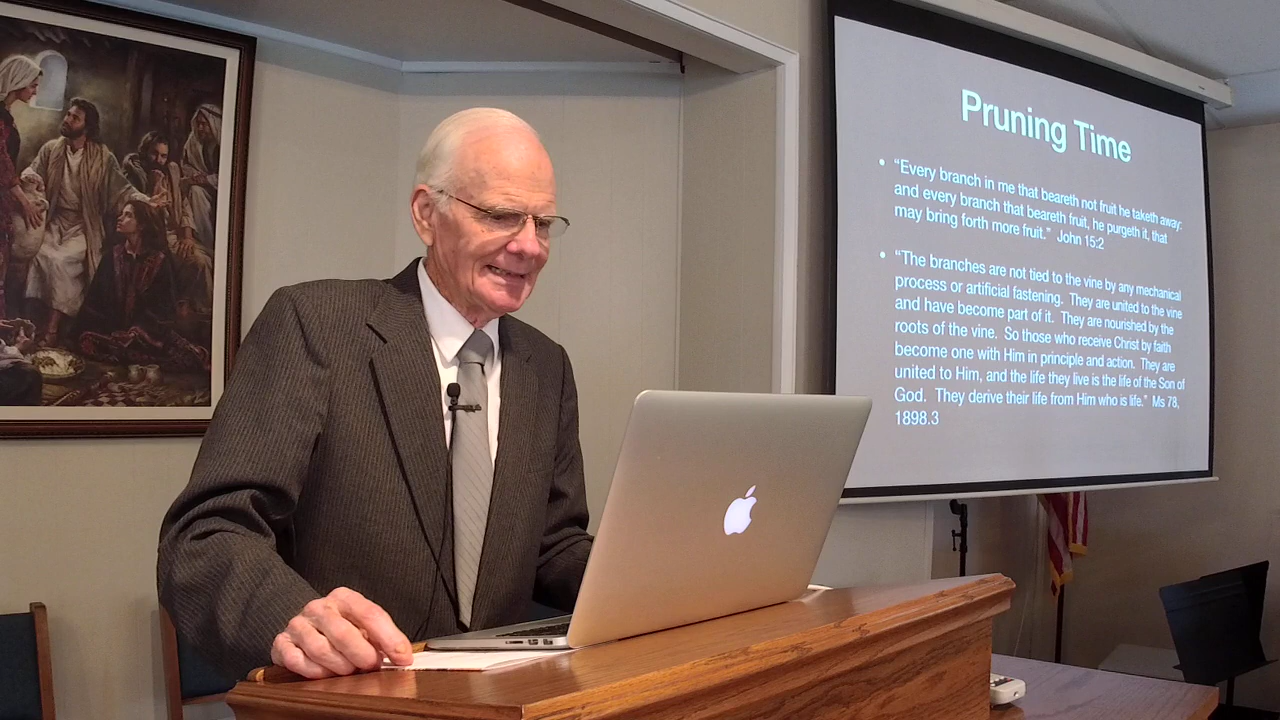 Pruning Time
• “Every branch in me that beareth not fruit he taketh away:
and every branch that beareth fruit, he purgeth it, that
may bring forth more fruit.” John 15:2
• “The branches are not tied to the vine by any mechanical
process or artificial fastening. They are united to the vine
and have become part of it. They are nourished by the
roots of the vine. So those who receive Christ by faith
become one with Him in principle and action. They are
united to Him, and the life they live is the life of the Son of
God. They derive their life from Him who is life.” Ms 78,
1898.3